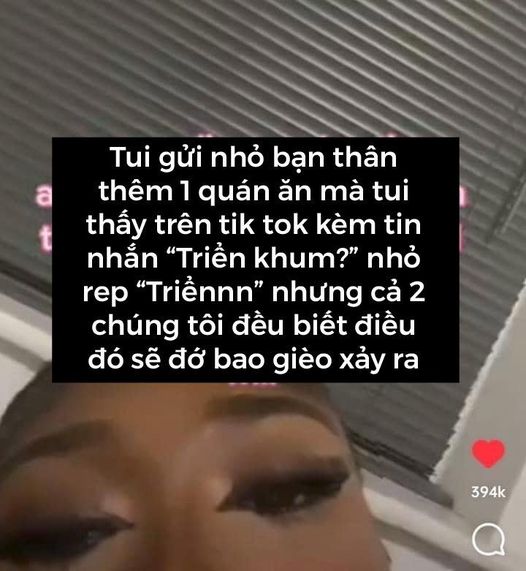 Tui gửi nhỏ bạn thân
thêm 1 quán ăn mà tui
thấy trên tik tok kèm tin
nhắn “Triển khum?” nhỏ
rep “Triểnnn” nhưng cả 2
chúng tôi đều biết điều
đó sẽ đớ bao gièo xảy ra
394k